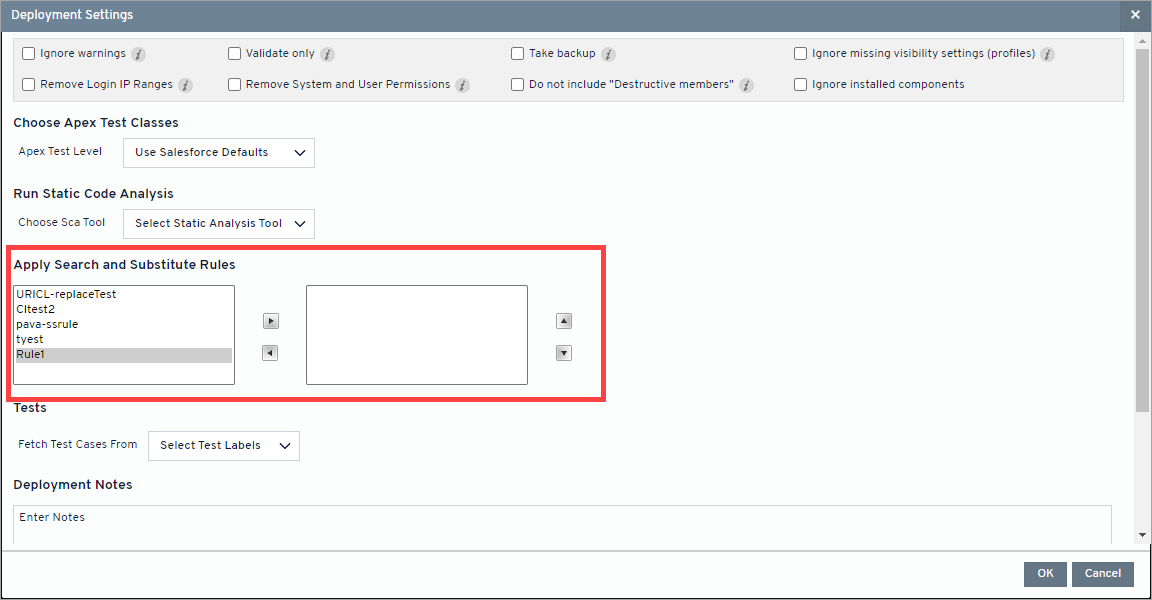 Deployment Settings
Ignore warnings i Validate only i Take backup i Ignore missing visibility settings (profiles) i
Remove Login IP Ranges i Remove System and User Permissions i Do not include "Destructive members" i Ignore installed components
Choose Apex Test Classes
Apex Test Level Use Salesforce Defaults
Run Static Code Analysis
Choose Sca Tool Select Static Analysis Tool
Apply Search and Substitute Rules
URICL-replaceTest
CItest2
pava-ssrule
tyest
Rule1
Tests
Fetch Test Cases From Select Test Labels
Deployment Notes
Enter Notes
OK Cancel